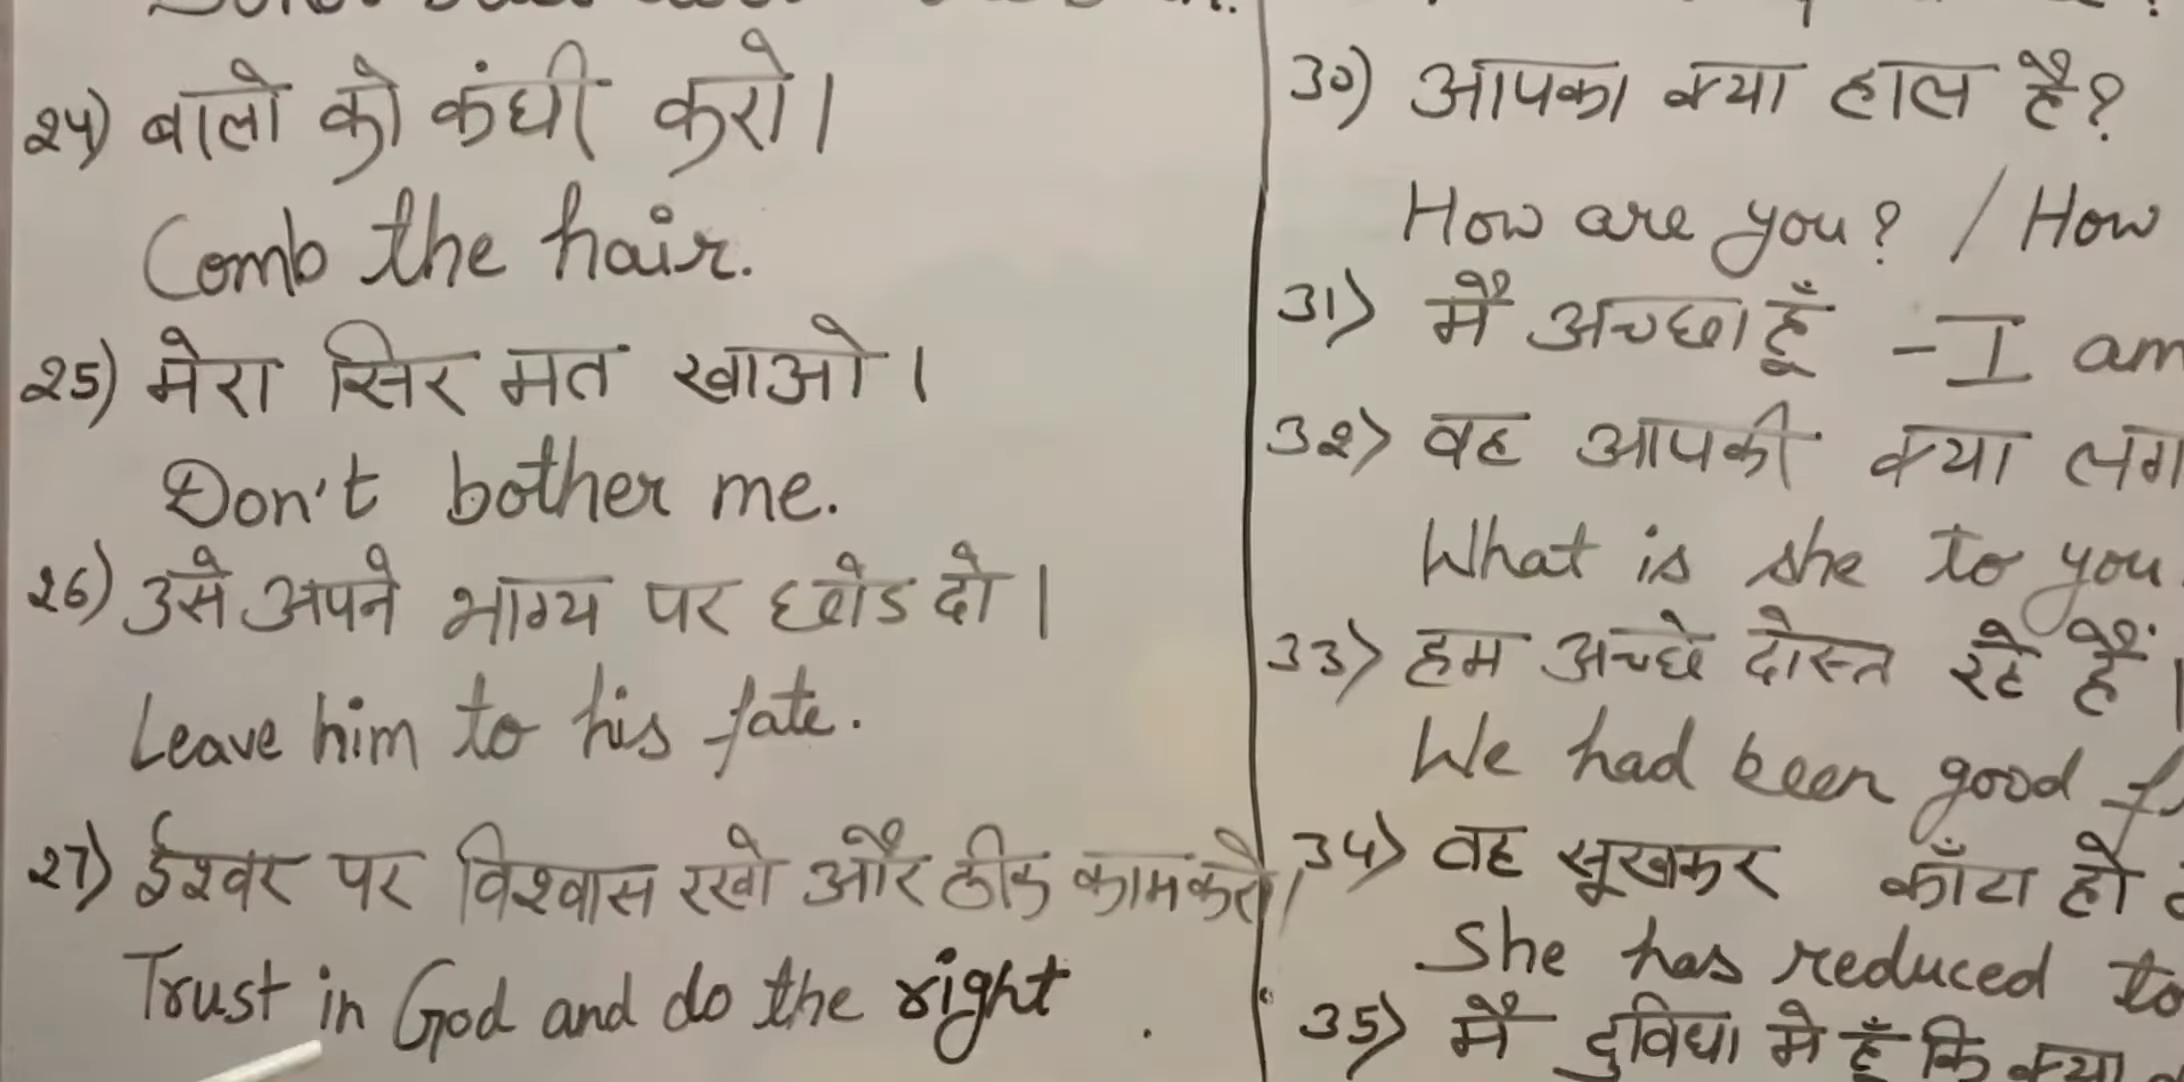 24) बालो को कंघी करो।
Comb the hair.
25) मेरा सिर मत खाओ।
Don't bother me.
26) उसे अपने भाग्य पर छोड दो।
Leave him to his fate.
27) ईश्वर पर विश्वास रखो और ठीक काम करो।
Trust in God and do the right .
30) आपका क्या हाल है?
How are you? / How
31) मै अच्छा हूँ - I am
32) वह आपकी क्या लग
What is she to you
33) हम अच्छे दोस्त रहे हैं।
We had been good
34) वह सूखकर काँटा हो
She has reduced to
35) मै दुविधा मे हूँ कि क्या